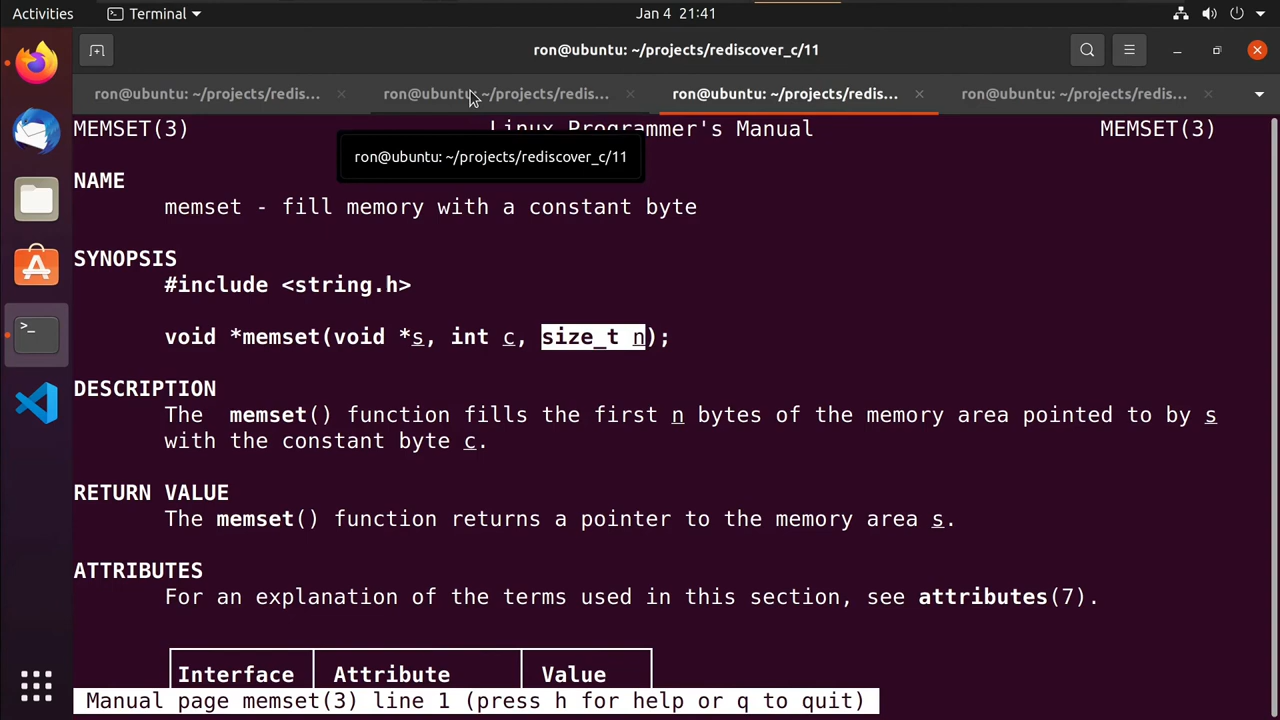 Activities Terminal Jan 4 21:41
ron@ubuntu: ~/projects/rediscover_c/11
ron@ubuntu: ~/projects/redis... ron@ubuntu: ~/projects/redis... ron@ubuntu: ~/projects/redis... ron@ubuntu: ~/projects/redis...
MEMSET(3) Linux Programmer's Manual MEMSET(3)
ron@ubuntu: ~/projects/rediscover_c/11
NAME
memset - fill memory with a constant byte
SYNOPSIS
#include <string.h>
void *memset(void *s, int c, size_t n);
DESCRIPTION
The memset() function fills the first n bytes of the memory area pointed to by s
with the constant byte c.
RETURN VALUE
The memset() function returns a pointer to the memory area s.
ATTRIBUTES
For an explanation of the terms used in this section, see attributes(7).
Interface Attribute Value
Manual page memset(3) line 1 (press h for help or q to quit)